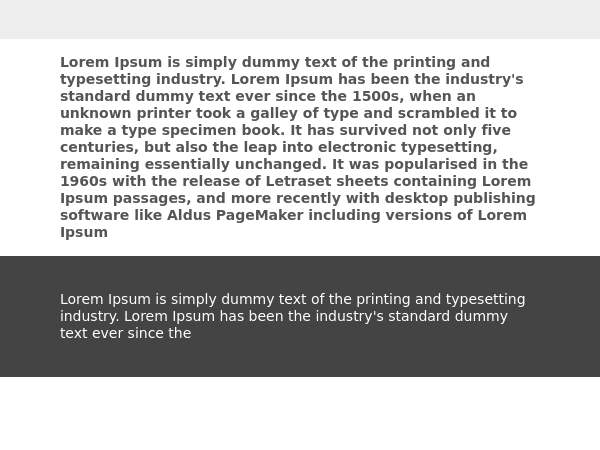 Lorem Ipsum is simply dummy text of the printing and
typesetting industry. Lorem Ipsum has been the industry's
standard dummy text ever since the 1500s, when an
unknown printer took a galley of type and scrambled it to
make a type specimen book. It has survived not only five
centuries, but also the leap into electronic typesetting,
remaining essentially unchanged. It was popularised in the
1960s with the release of Letraset sheets containing Lorem
Ipsum passages, and more recently with desktop publishing
software like Aldus PageMaker including versions of Lorem
Ipsum
Lorem Ipsum is simply dummy text of the printing and typesetting
industry. Lorem Ipsum has been the industry's standard dummy
text ever since the